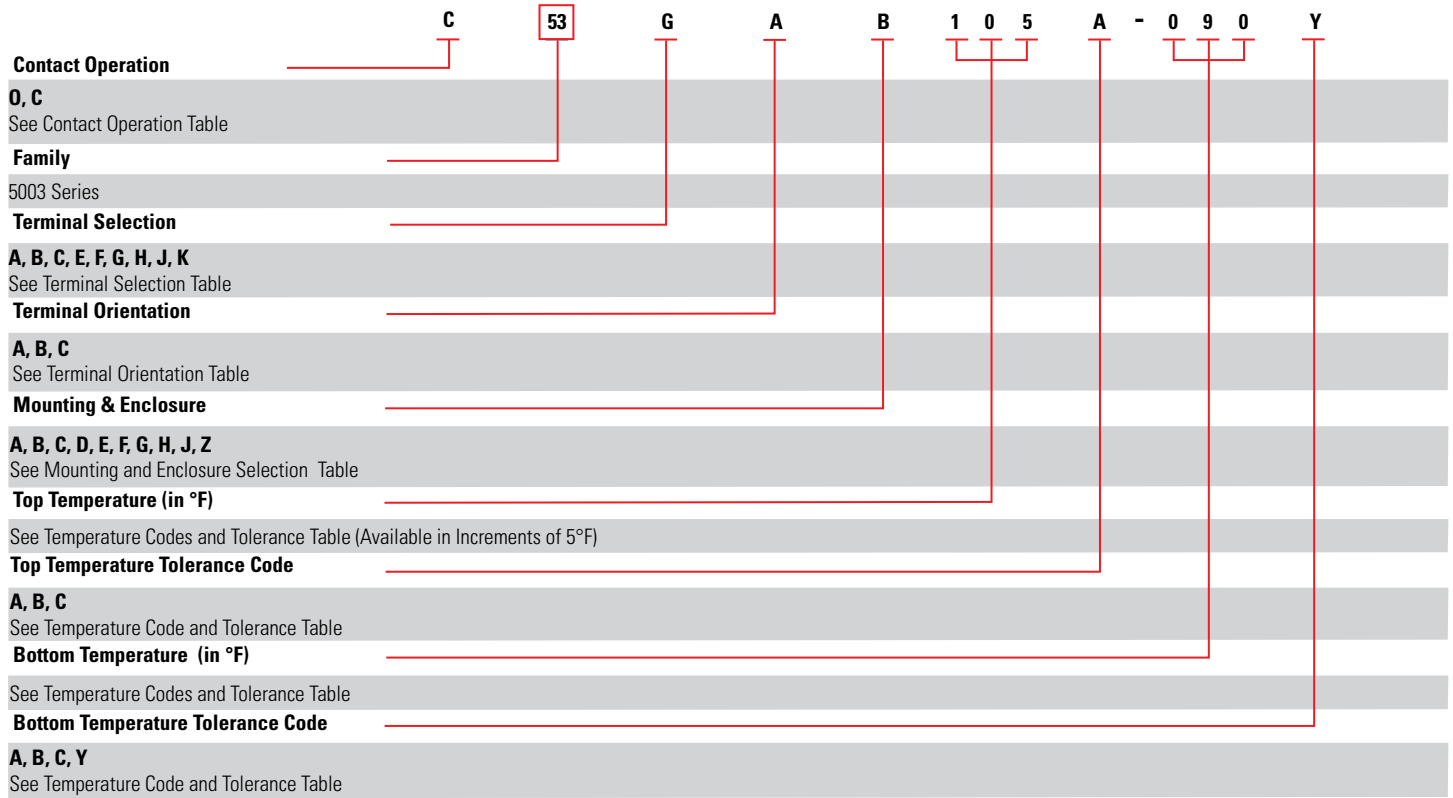 C 53 G A B 1 0 5 A - 0 9 0 Y
Contact Operation
O, C
See Contact Operation Table
Family
5003 Series
Terminal Selection
A, B, C, E, F, G, H, J, K
See Terminal Selection Table
Terminal Orientation
A, B, C
See Terminal Orientation Table
Mounting & Enclosure
A, B, C, D, E, F, G, H, J, Z
See Mounting and Enclosure Selection Table
Top Temperature (in °F)
See Temperature Codes and Tolerance Table (Available in Increments of 5°F)
Top Temperature Tolerance Code
A, B, C
See Temperature Code and Tolerance Table
Bottom Temperature (in °F)
See Temperature Codes and Tolerance Table
Bottom Temperature Tolerance Code
A, B, C, Y
See Temperature Code and Tolerance Table